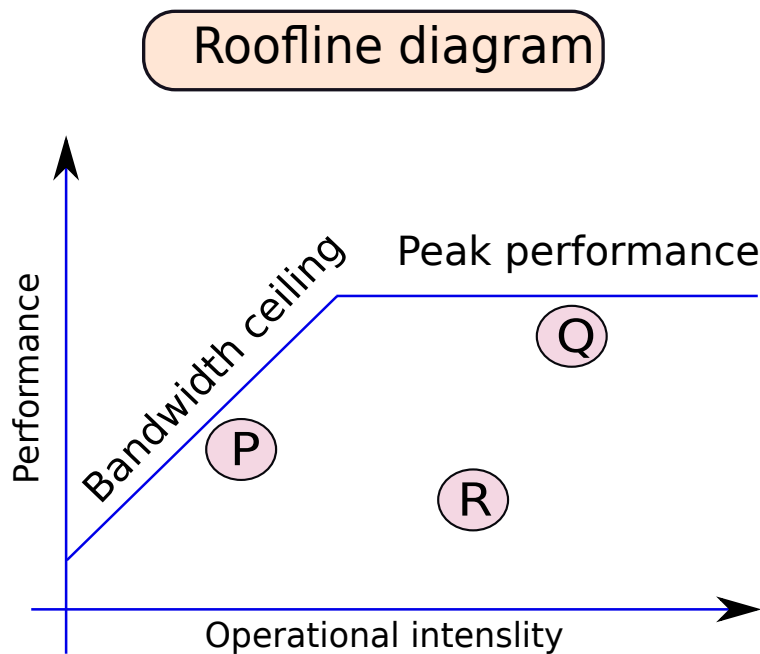 Roofline diagram
Peak performance
Bandwidth ceiling
Performance
Q
P
R
Operational intenslity